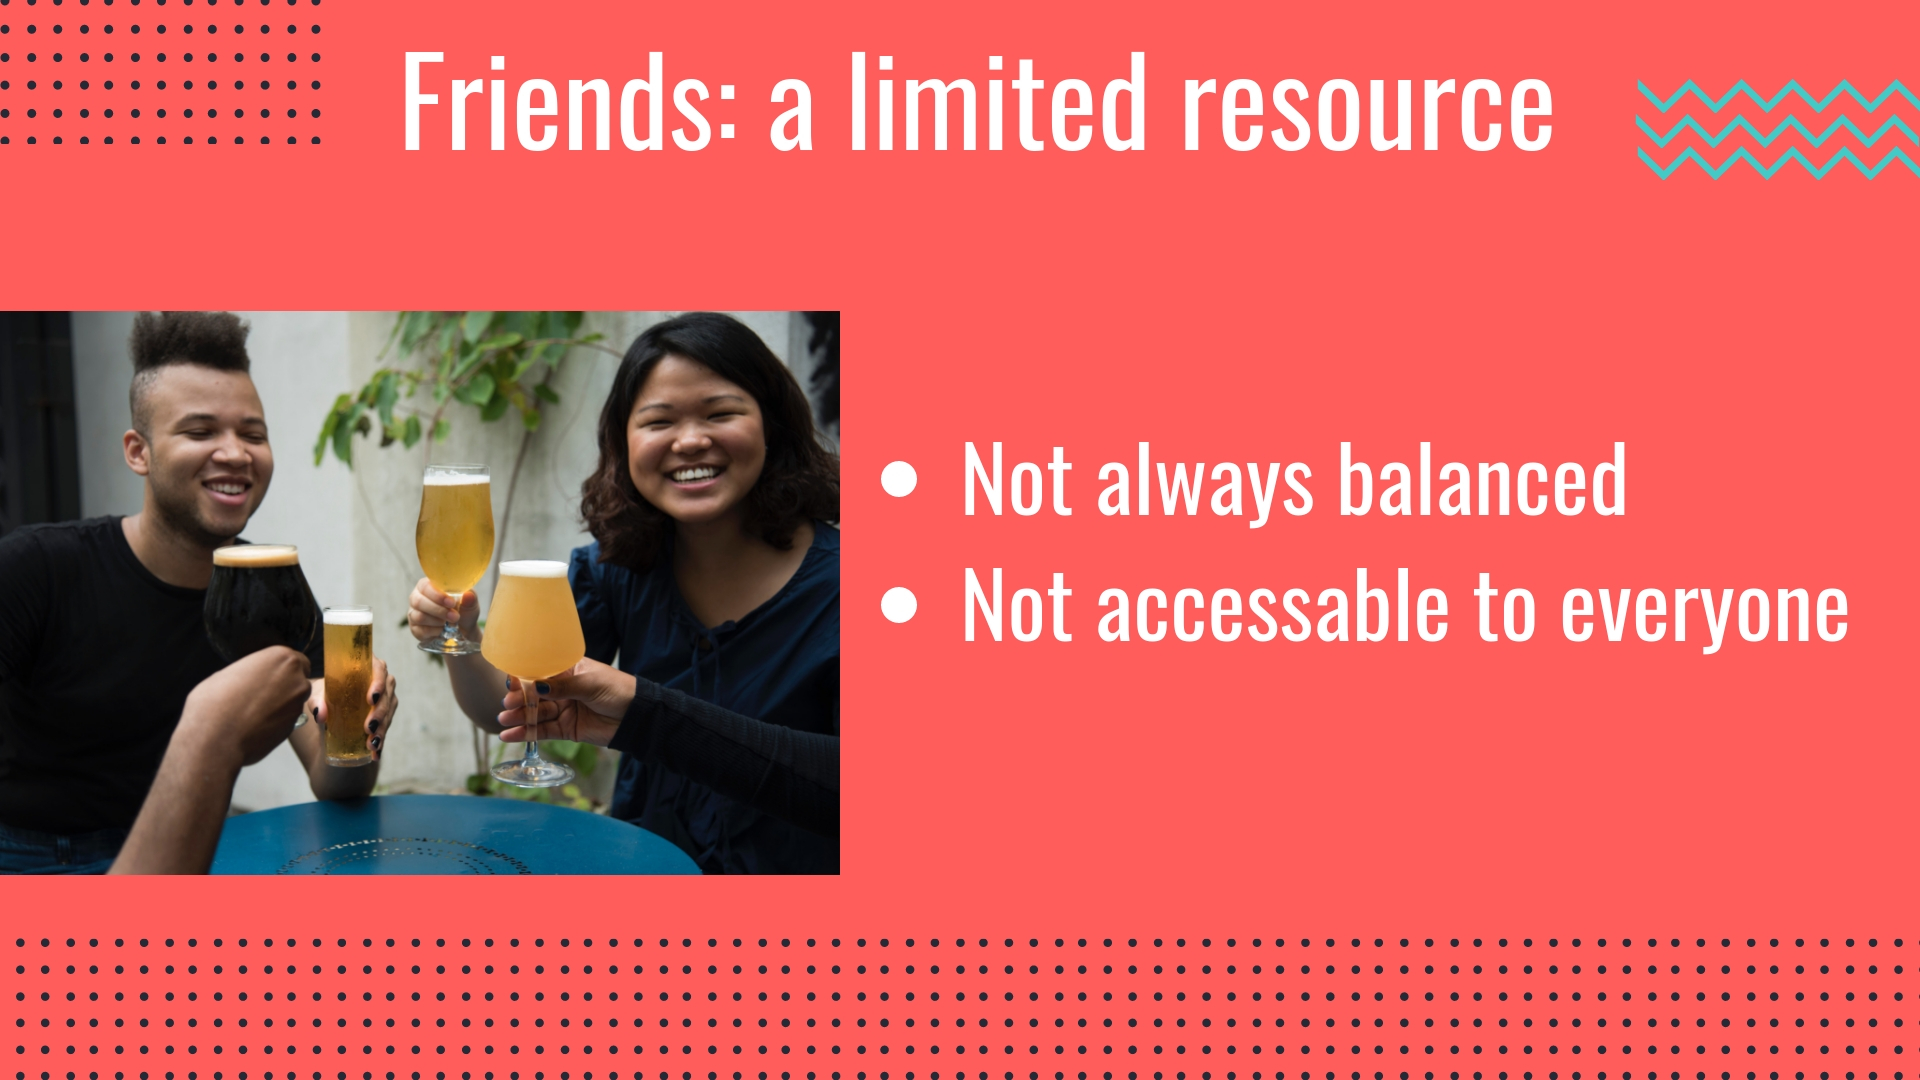 Friends: a limited resource
Not always balanced
Not accessable to everyone